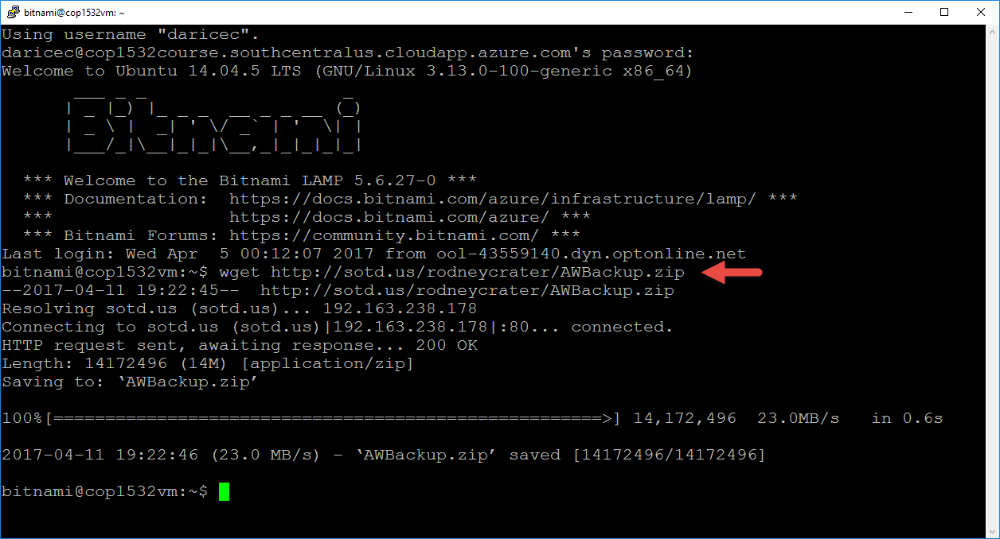 bitnami@cop1532vm: ~
Using username "daricec".
daricec@cop1532course.southcentralus.cloudapp.azure.com's password:
Welcome to Ubuntu 14.04.5 LTS (GNU/Linux 3.13.0-100-generic x86_64)
Bitnami
*** Welcome to the Bitnami LAMP 5.6.27-0 ***
*** Documentation:  https://docs.bitnami.com/azure/infrastructure/lamp/ ***
***                 https://docs.bitnami.com/azure/ ***
*** Bitnami Forums: https://community.bitnami.com/ ***
Last login: Wed Apr  5 00:12:07 2017 from ool-43559140.dyn.optonline.net
bitnami@cop1532vm:~$ wget http://sotd.us/rodneycrater/AWBackup.zip
--2017-04-11 19:22:45--  http://sotd.us/rodneycrater/AWBackup.zip
Resolving sotd.us (sotd.us)... 192.163.238.178
Connecting to sotd.us (sotd.us)|192.163.238.178|:80... connected.
HTTP request sent, awaiting response... 200 OK
Length: 14172496 (14M) [application/zip]
Saving to: ‘AWBackup.zip’
100%[=====================================================>] 14,172,496  23.0MB/s   in 0.6s
2017-04-11 19:22:46 (23.0 MB/s) - ‘AWBackup.zip’ saved [14172496/14172496]
bitnami@cop1532vm:~$